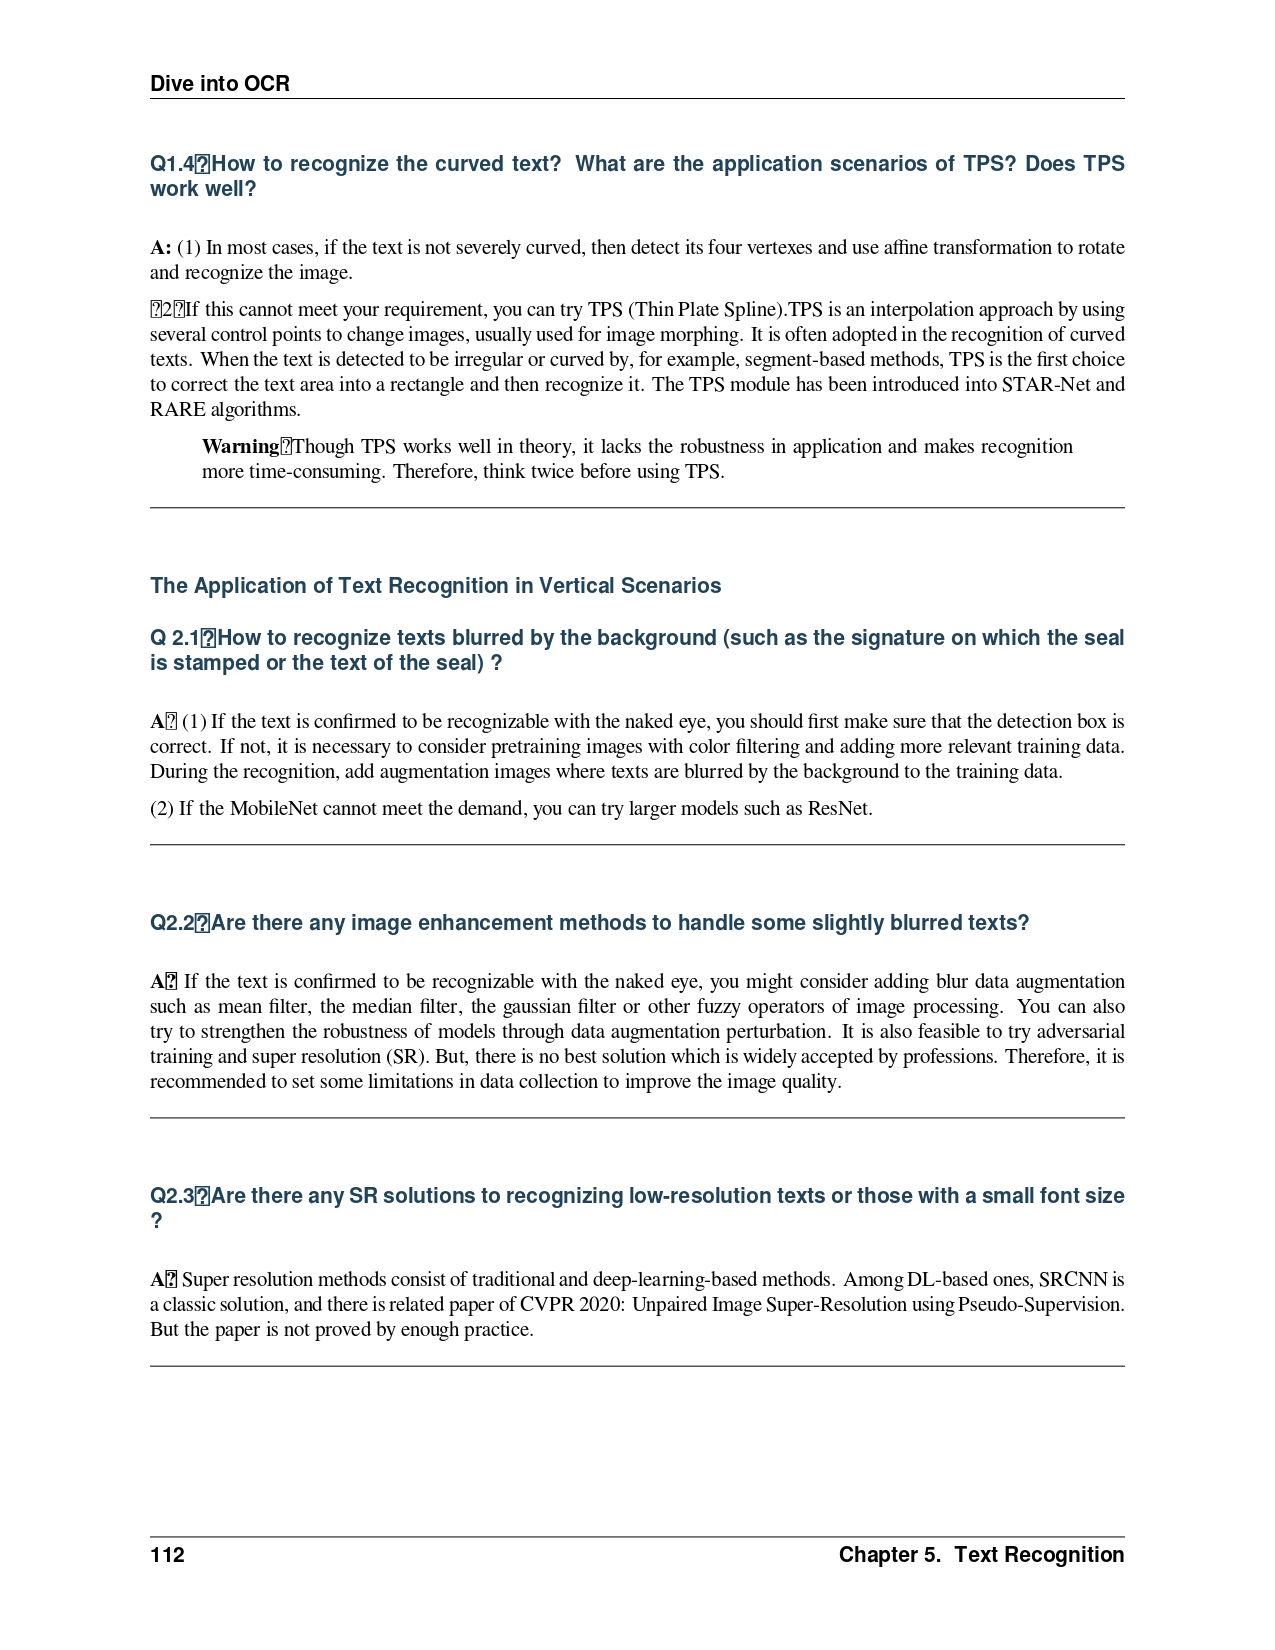 Dive into OCR
Q1.4⍰How to recognize the curved text? What are the application scenarios of TPS? Does TPS
work well?
A: (1) In most cases, if the text is not severely curved, then detect its four vertexes and use affine transformation to rotate
and recognize the image.
⍰2⍰If this cannot meet your requirement, you can try TPS (Thin Plate Spline).TPS is an interpolation approach by using
several control points to change images, usually used for image morphing. It is often adopted in the recognition of curved
texts. When the text is detected to be irregular or curved by, for example, segment-based methods, TPS is the first choice
to correct the text area into a rectangle and then recognize it. The TPS module has been introduced into STAR-Net and
RARE algorithms.
Warning⍰Though TPS works well in theory, it lacks the robustness in application and makes recognition
more time-consuming. Therefore, think twice before using TPS.
The Application of Text Recognition in Vertical Scenarios
Q 2.1⍰How to recognize texts blurred by the background (such as the signature on which the seal
is stamped or the text of the seal) ?
A⍰ (1) If the text is confirmed to be recognizable with the naked eye, you should first make sure that the detection box is
correct. If not, it is necessary to consider pretraining images with color filtering and adding more relevant training data.
During the recognition, add augmentation images where texts are blurred by the background to the training data.
(2) If the MobileNet cannot meet the demand, you can try larger models such as ResNet.
Q2.2⍰Are there any image enhancement methods to handle some slightly blurred texts?
A⍰ If the text is confirmed to be recognizable with the naked eye, you might consider adding blur data augmentation
such as mean filter, the median filter, the gaussian filter or other fuzzy operators of image processing. You can also
try to strengthen the robustness of models through data augmentation perturbation. It is also feasible to try adversarial
training and super resolution (SR). But, there is no best solution which is widely accepted by professions. Therefore, it is
recommended to set some limitations in data collection to improve the image quality.
Q2.3⍰Are there any SR solutions to recognizing low-resolution texts or those with a small font size
?
A⍰ Super resolution methods consist of traditional and deep-learning-based methods. Among DL-based ones, SRCNN is
a classic solution, and there is related paper of CVPR 2020: Unpaired Image Super-Resolution using Pseudo-Supervision.
But the paper is not proved by enough practice.
112
Chapter 5. Text Recognition